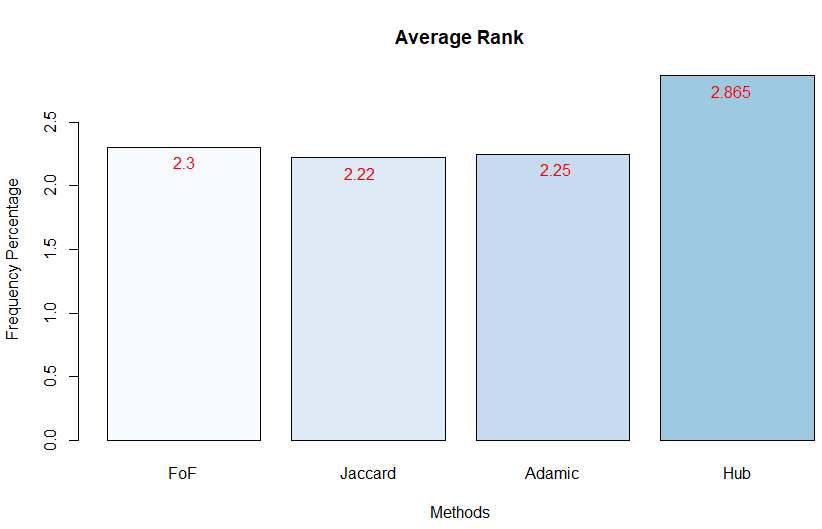 Average Rank
Frequency Percentage
2.5
2.0
1.5
1.0
0.5
0.0
2.3
2.22
2.25
2.865
FoF Jaccard Adamic Hub
Methods